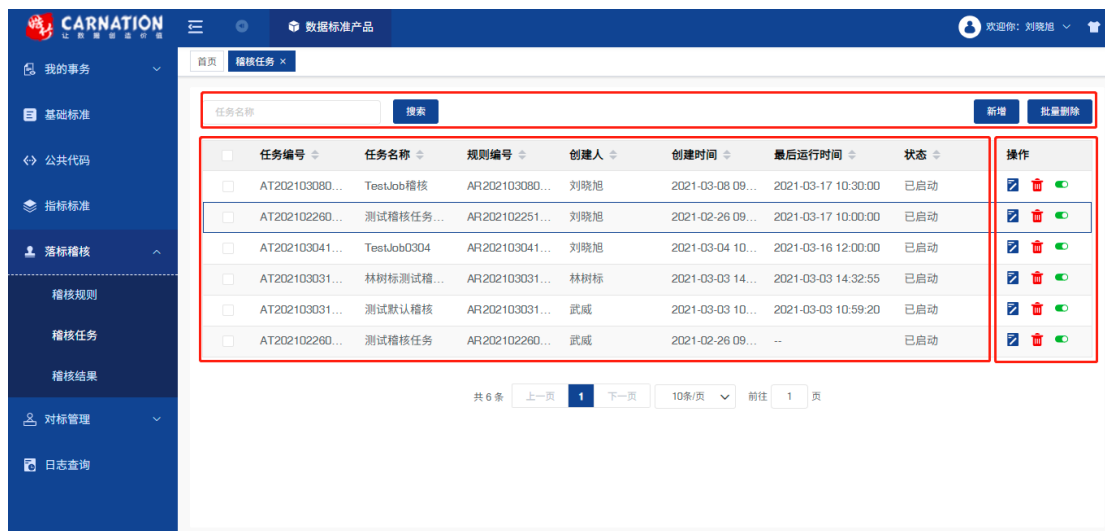 CARNATION 数据标准产品 欢迎你：刘晓旭
让数据创造价值
我的事务
基础标准
公共代码
指标标准
落标稽核
稽核规则
稽核任务
稽核结果
对标管理
日志查询
首页 稽核任务 ×
任务名称 搜索 新增 批量删除
任务编号 任务名称 规则编号 创建人 创建时间 最后运行时间 状态 操作
AT202103080... TestJob稽核 AR202103080... 刘晓旭 2021-03-08 09... 2021-03-17 10:30:00 已启动
AT202102260... 测试稽核任务... AR202102251... 刘晓旭 2021-02-26 09... 2021-03-17 10:00:00 已启动
AT202103041... TestJob0304 AR202103041... 刘晓旭 2021-03-04 10... 2021-03-16 12:00:00 已启动
AT202103031... 林树标测试稽... AR202103031... 林树标 2021-03-03 14... 2021-03-03 14:32:55 已启动
AT202103031... 测试默认稽核 AR202103031... 武威 2021-03-03 10... 2021-03-03 10:59:20 已启动
AT202102260... 测试稽核任务 AR202102260... 武威 2021-02-26 09... -- 已启动
共 6 条 上一页 1 下一页 10条/页 前往 1 页